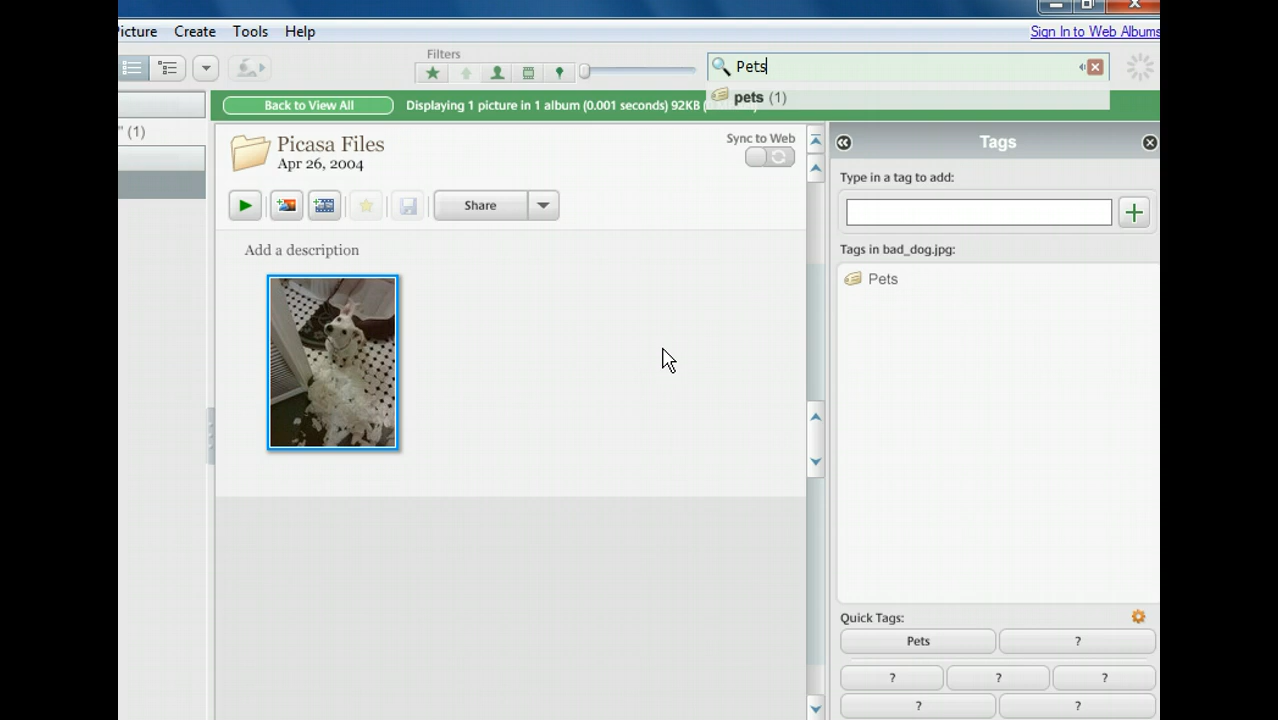 Picture Create Tools Help Sign In to Web Albums
Filters
Pets
pets (1)
Back to View All Displaying 1 picture in 1 album (0.001 seconds) 92KB
" (1)
Picasa Files
Apr 26, 2004
Sync to Web
Share
Add a description
Tags
Type in a tag to add:
Tags in bad_dog.jpg:
Pets
Quick Tags:
Pets ?
? ? ?
? ?